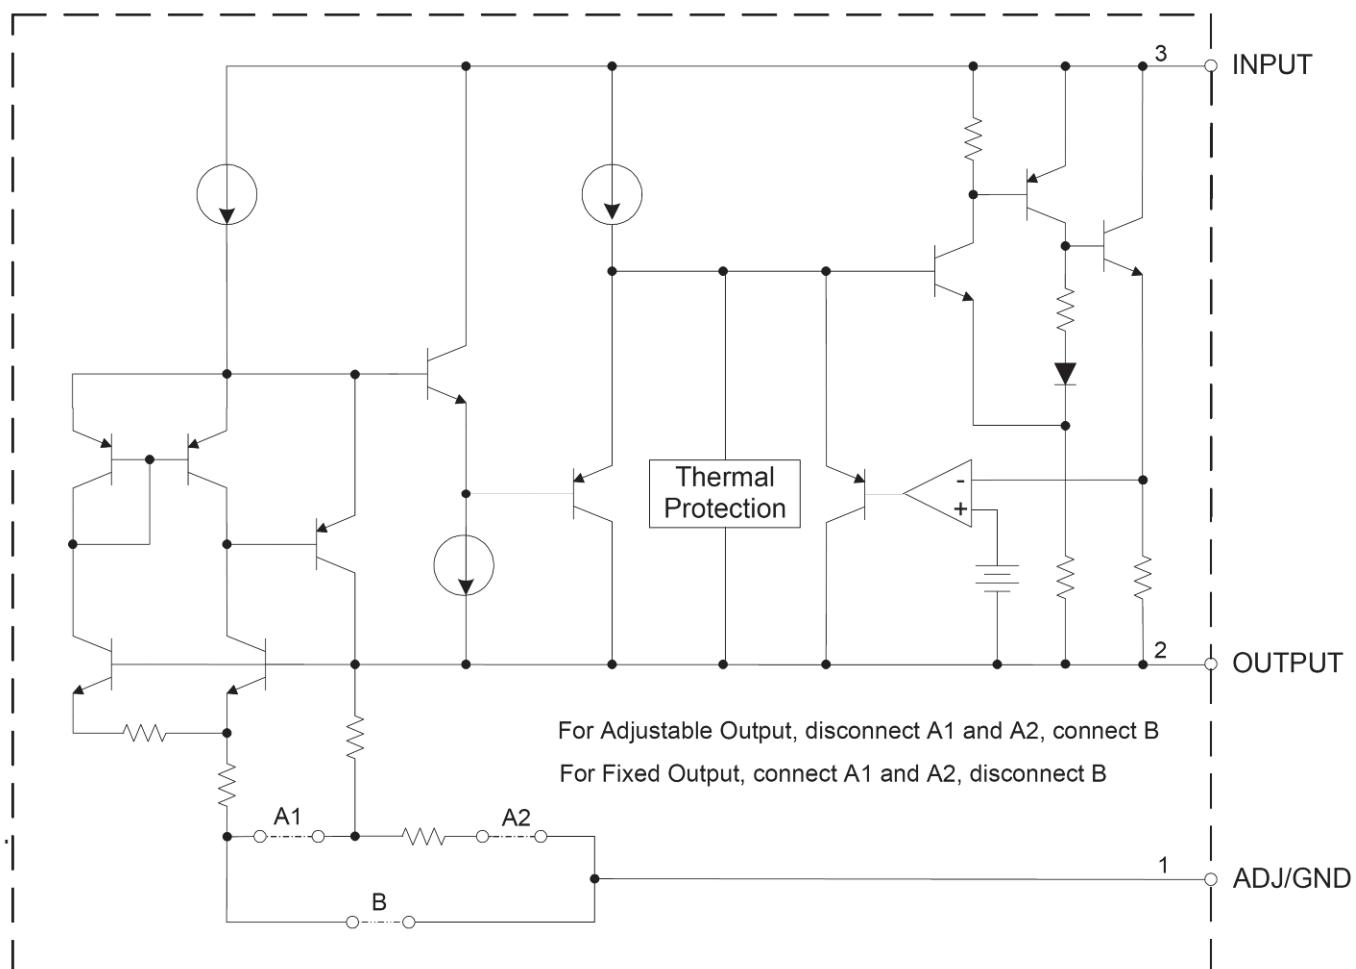 3
INPUT
Thermal
Protection
-
+
2
OUTPUT
For Adjustable Output, disconnect A1 and A2, connect B
For Fixed Output, connect A1 and A2, disconnect B
A1
A2
1
ADJ/GND
B